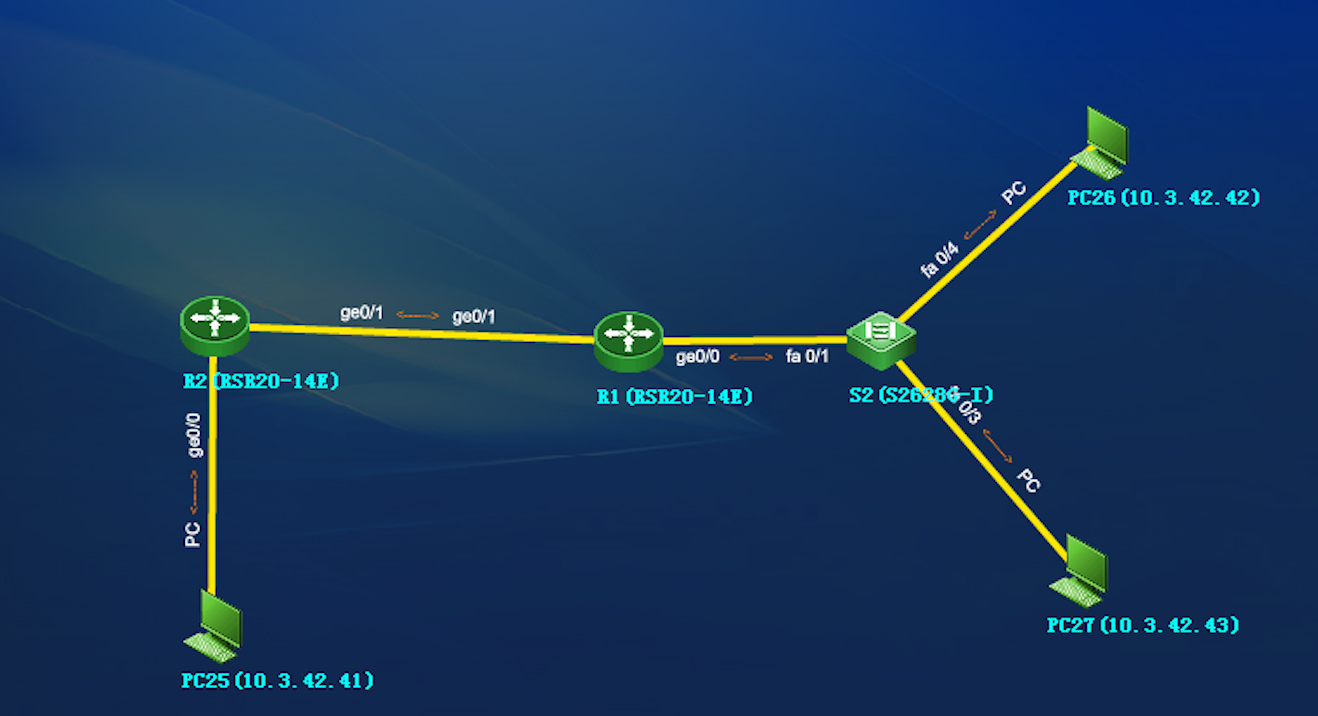 PC
PC26 (10. 3. 42. 42)
fa 0/4
ge0/1
ge0/1
ge0/0
fa 0/1
R2 (RSR20-14E)
R1 (RSR20-14E)
0/3
ge0/0
PC
PC
PC27 (10. 3. 42. 43)
PC25 (10. 3. 42. 41)